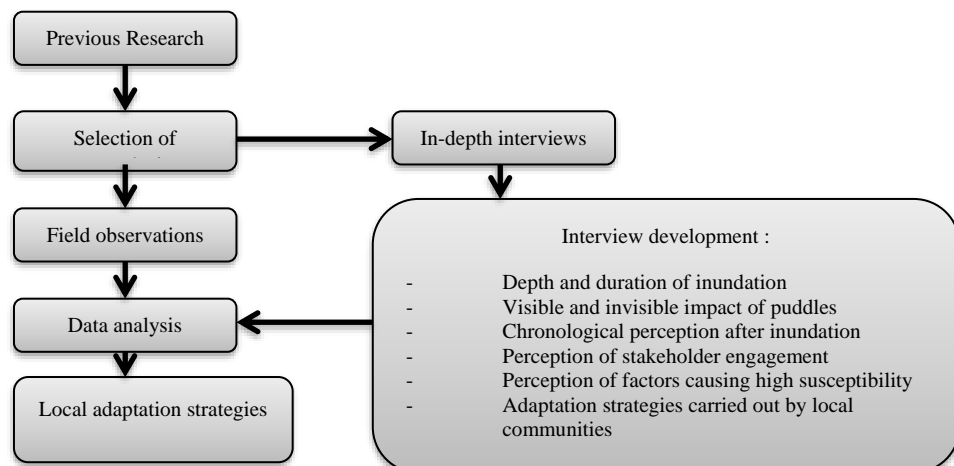 Previous Research
Selection of
In-depth interviews
Field observations
Interview development :
- Depth and duration of inundation
- Visible and invisible impact of puddles
- Chronological perception after inundation
- Perception of stakeholder engagement
- Perception of factors causing high susceptibility
- Adaptation strategies carried out by local
communities
Data analysis
Local adaptation strategies